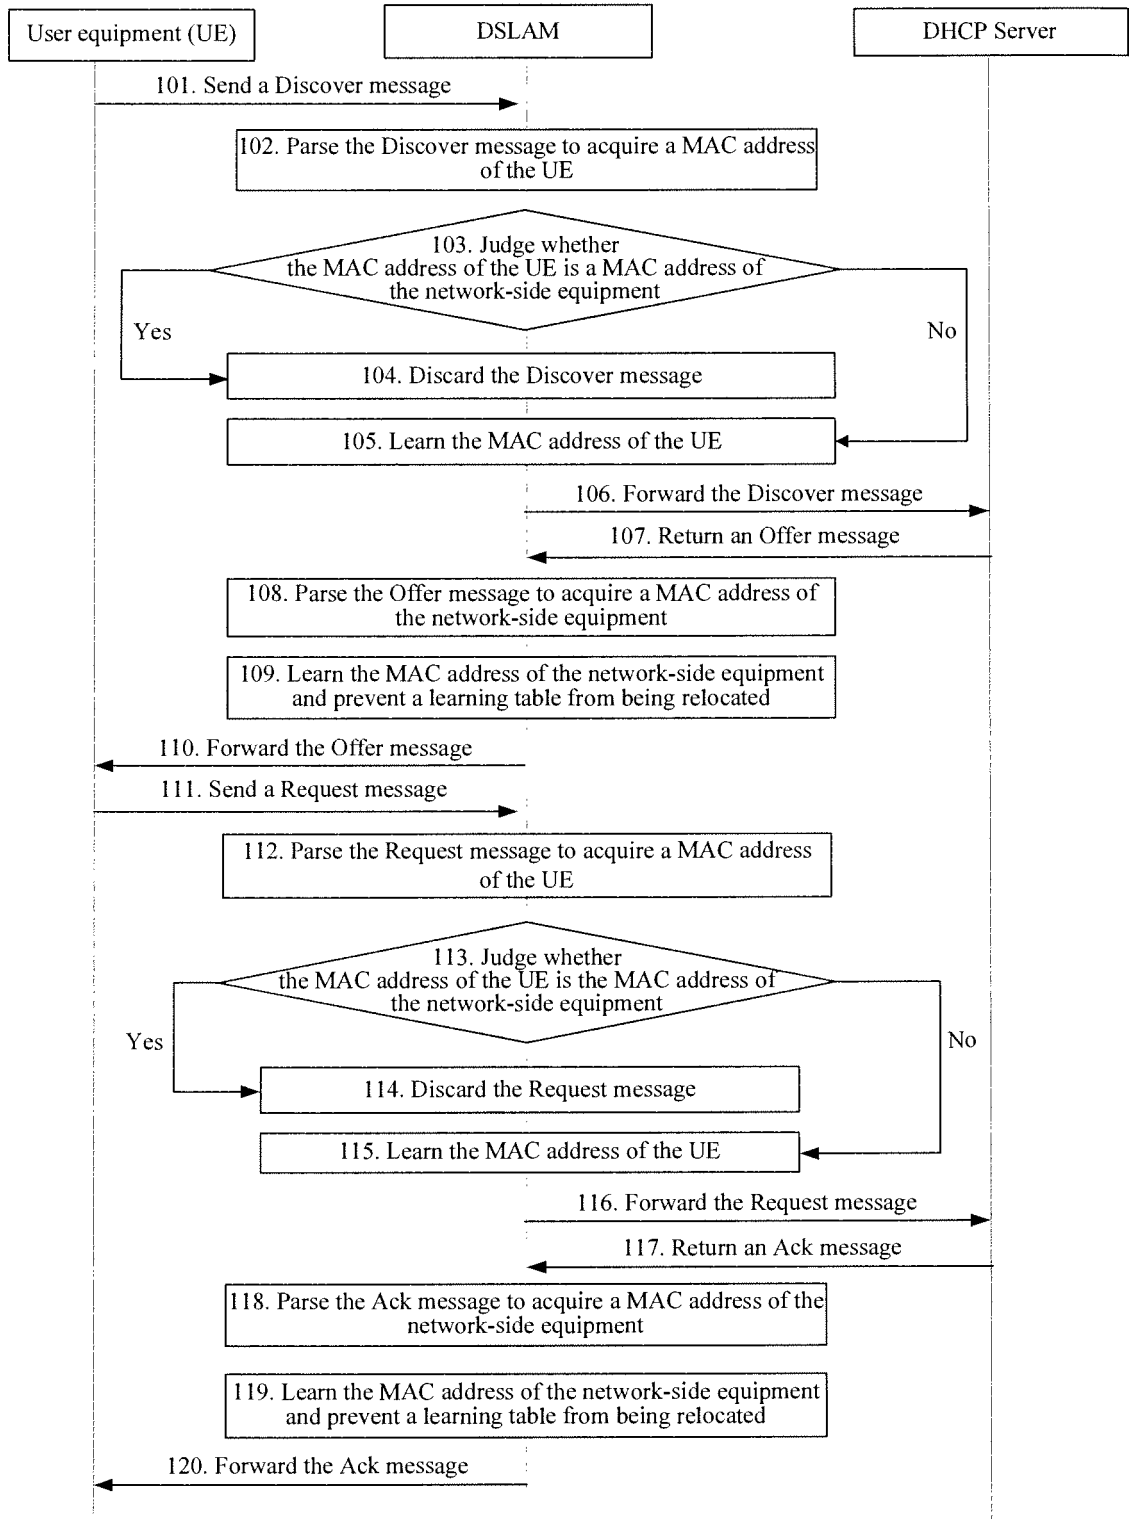 User equipment (UE)
DSLAM
DHCP Server
101. Send a Discover message
102. Parse the Discover message to acquire a MAC address
of the UE
103. Judge whether
the MAC address of the UE is a MAC address of
the network-side equipment
Yes
No
104. Discard the Discover message
105. Learn the MAC address of the UE
106. Forward the Discover message
107. Return an Offer message
108. Parse the Offer message to acquire a MAC address of
the network-side equipment
109. Learn the MAC address of the network-side equipment
and prevent a learning table from being relocated
110. Forward the Offer message
111. Send a Request message
112. Parse the Request message to acquire a MAC address
of the UE
113. Judge whether
the MAC address of the UE is the MAC address of
the network-side equipment
Yes
No
114. Discard the Request message
115. Learn the MAC address of the UE
116. Forward the Request message
117. Return an Ack message
118. Parse the Ack message to acquire a MAC address of the
network-side equipment
119. Learn the MAC address of the network-side equipment
and prevent a learning table from being relocated
120. Forward the Ack message